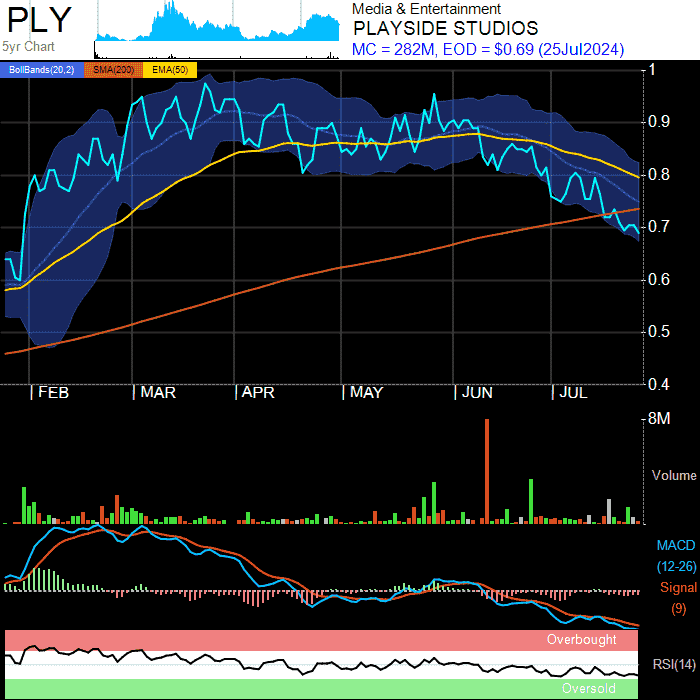 PLY
5yr Chart
Media & Entertainment
PLAYSIDE STUDIOS
MC = 282M, EOD = $0.69 (25Jul2024)
BollBands(20,2) SMA(200) EMA(50)
1
0.9
0.8
0.7
0.6
0.5
0.4
FEB MAR APR MAY JUN JUL
8M
Volume
MACD
(12-26)
Signal
(9)
Overbought
RSI(14)
Oversold